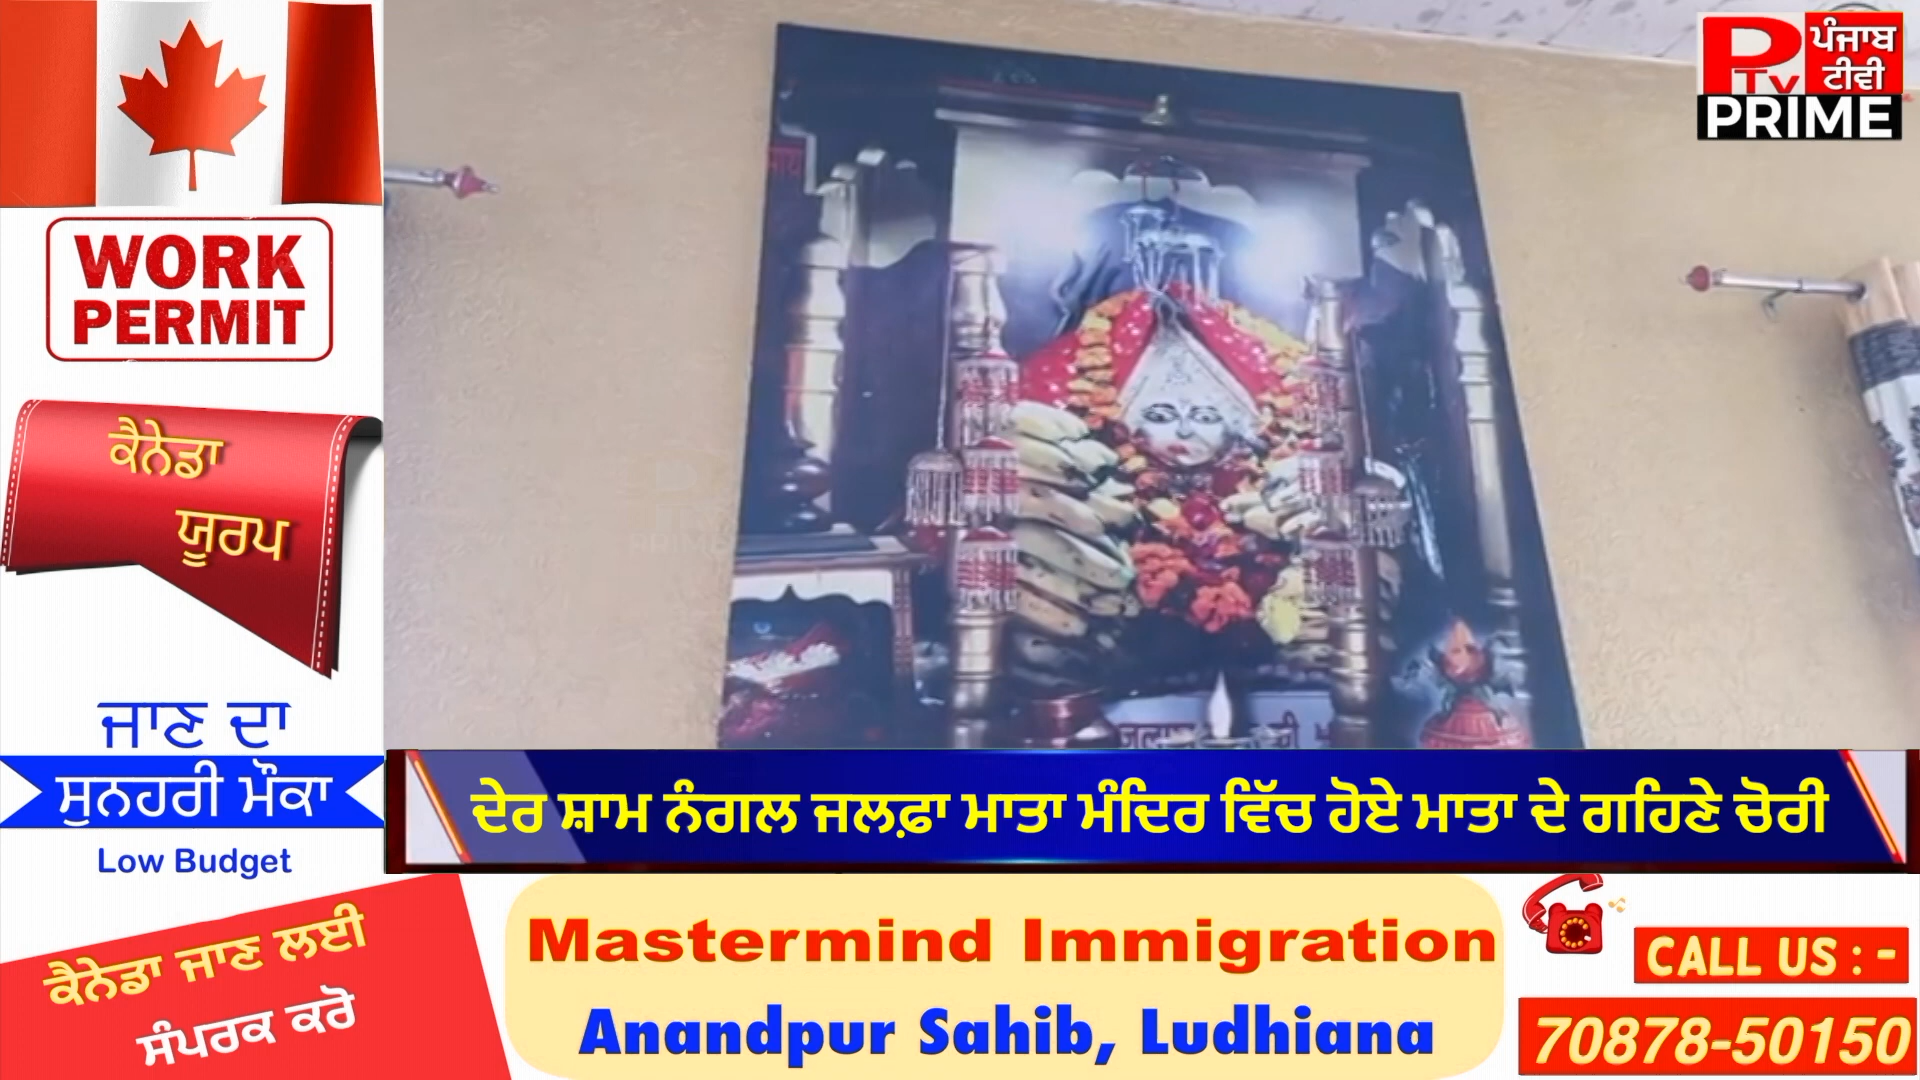 WORK
PERMIT
ਕੈਨੇਡਾ
ਯੂਰਪ
ਜਾਣ ਦਾ
ਸੁਨਹਰੀ ਮੌਕਾ
Low Budget
ਕੈਨੇਡਾ ਜਾਣ ਲਈ
ਸੰਪਰਕ ਕਰੋ
PTv ਪੰਜਾਬ
ਟੀਵੀ
PRIME
ਦੇਰ ਸ਼ਾਮ ਨੰਗਲ ਜਲਫ਼ਾ ਮਾਤਾ ਮੰਦਿਰ ਵਿੱਚ ਹੋਏ ਮਾਤਾ ਦੇ ਗਹਿਣੇ ਚੋਰੀ
Mastermind Immigration
Anandpur Sahib, Ludhiana
CALL US : -
70878-50150